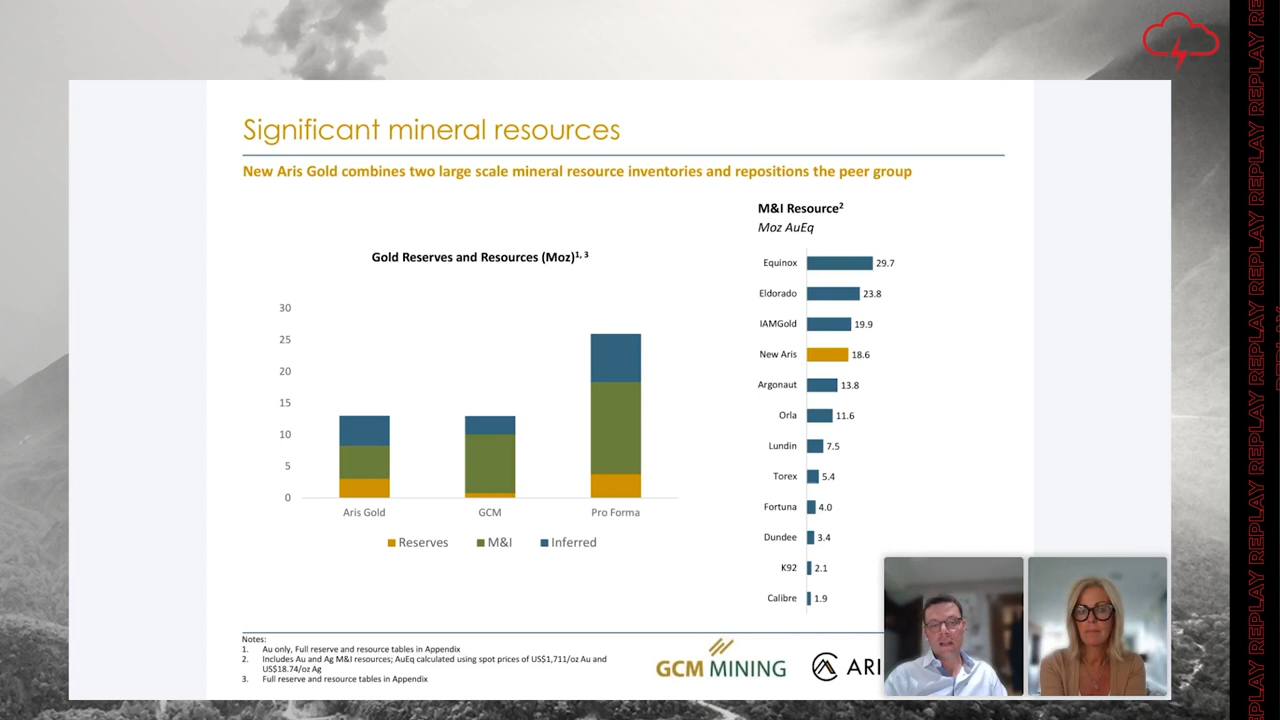 Significant mineral resources
New Aris Gold combines two large scale mineral resource inventories and repositions the peer group
Gold Reserves and Resources (Moz)1, 3
30
25
20
15
10
5
0
Aris Gold GCM Pro Forma
Reserves M&I Inferred
M&I Resource2
Moz AuEq
Equinox 29.7
Eldorado 23.8
IAMGold 19.9
New Aris 18.6
Argonaut 13.8
Orla 11.6
Lundin 7.5
Torex 5.4
Fortuna 4.0
Dundee 3.4
K92 2.1
Calibre 1.9
Notes:
1. Au only, Full reserve and resource tables in Appendix
2. Includes Au and Ag M&I resources; AuEq calculated using spot prices of US$1,711/oz Au and
US$18.74/oz Ag
3. Full reserve and resource tables in Appendix
GCM MINING
ARI
REPLAY REPLAY REPLAY REPLAY REPLAY REPLAY REPLAY